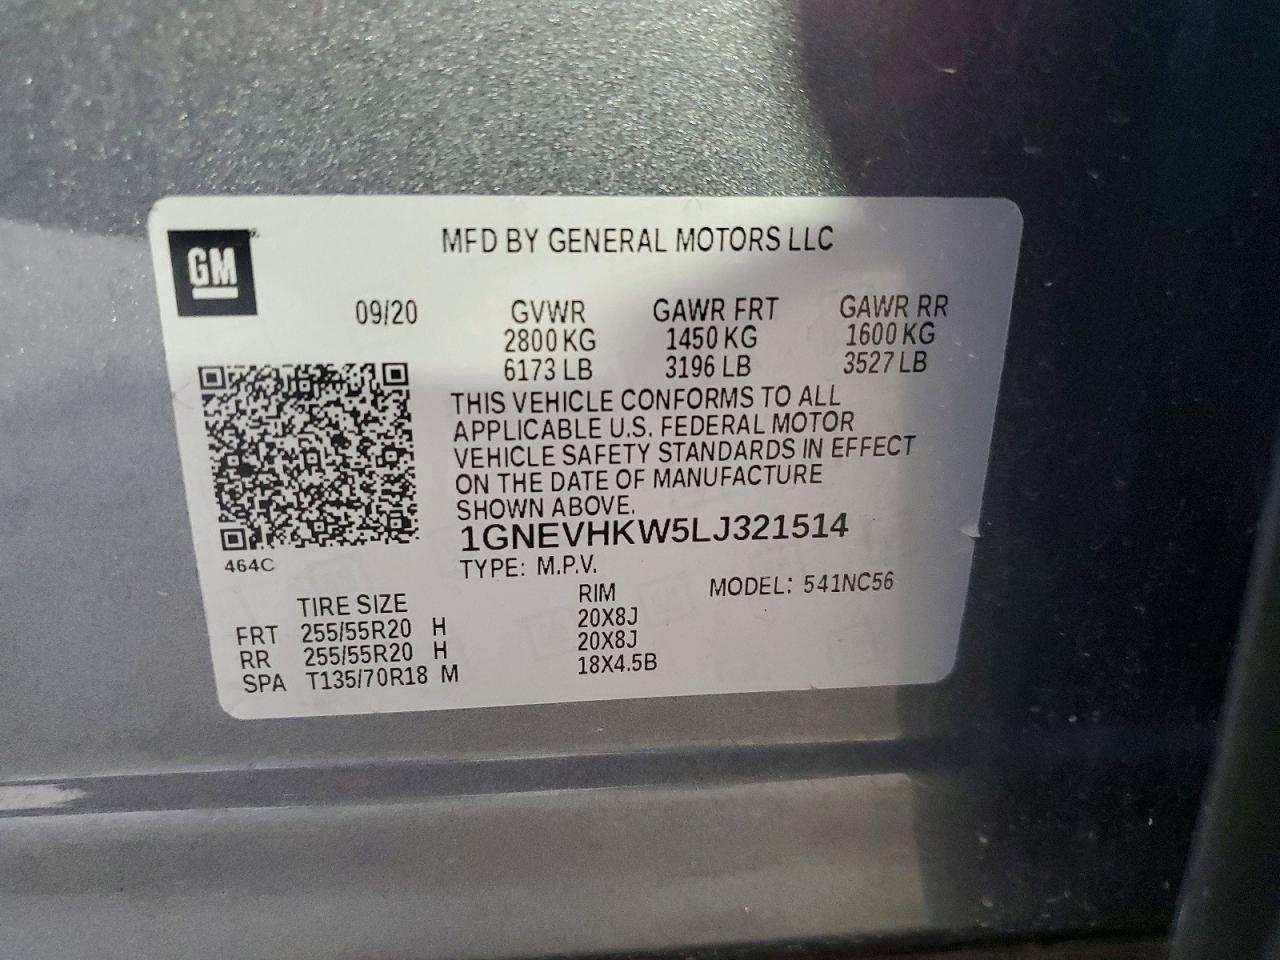 GM
MFD BY GENERAL MOTORS LLC
09/20 GVWR GAWR FRT GAWR RR
2800 KG 1450 KG 1600 KG
6173 LB 3196 LB 3527 LB
THIS VEHICLE CONFORMS TO ALL
APPLICABLE U.S. FEDERAL MOTOR
VEHICLE SAFETY STANDARDS IN EFFECT
ON THE DATE OF MANUFACTURE
SHOWN ABOVE.
1GNEVHKW5LJ321514
464C
TYPE: M.P.V. MODEL: 541NC56
TIRE SIZE RIM
FRT 255/55R20 H 20X8J
RR 255/55R20 H 20X8J
SPA T135/70R18 M 18X4.5B